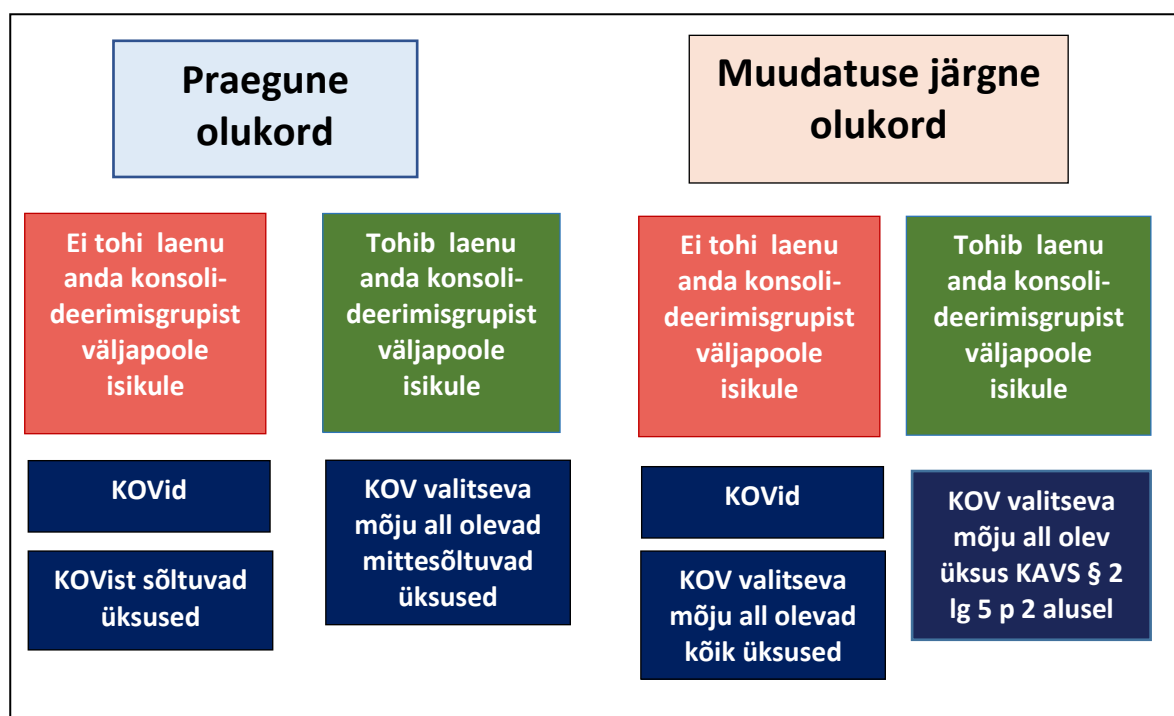 Praegune
olukord
Muudatuse järgne
olukord
Ei tohi laenu
anda konsoli-
deerimisgrupist
väljapoole
isikule
Tohib laenu
anda konsoli-
deerimisgrupist
väljapoole
isikule
Ei tohi laenu
anda konsoli-
deerimisgrupist
väljapoole
isikule
Tohib laenu
anda konsoli-
deerimisgrupist
väljapoole
isikule
KOVid
KOVist sõltuvad
üksused
KOV valitseva
mõju all olevad
mittesõltuvad
üksused
KOVid
KOV valitseva
mõju all olevad
kõik üksused
KOV valitseva
mõju all olev
üksus KAVS § 2
lg 5 p 2 alusel